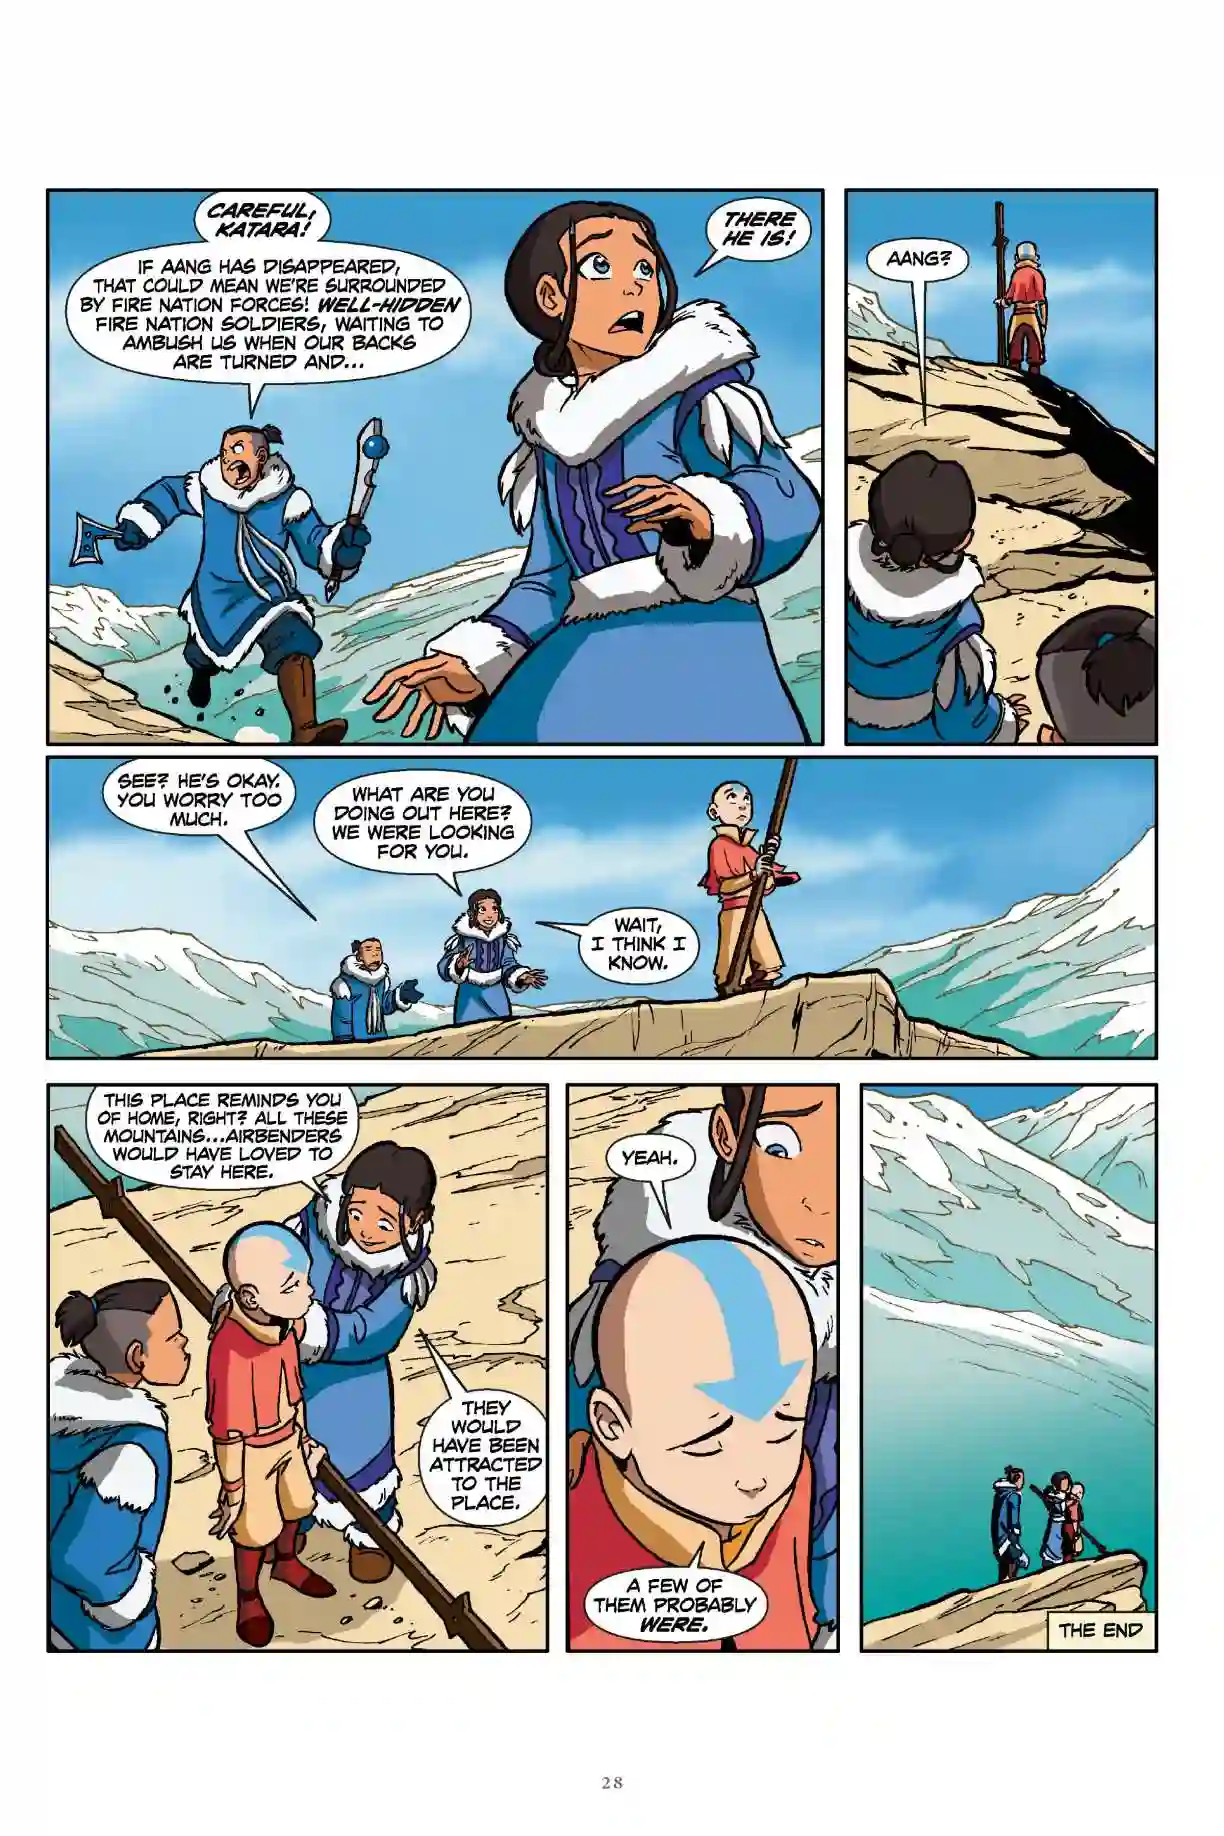 CAREFUL,
KATARA!
IF AANG HAS DISAPPEARED,
THAT COULD MEAN WE'RE SURROUNDED
BY FIRE NATION FORCES! WELL-HIDDEN
FIRE NATION SOLDIERS, WAITING TO
AMBUSH US WHEN OUR BACKS
ARE TURNED AND...
THERE
HE IS!
AANG?
SEE? HE'S OKAY.
YOU WORRY TOO
MUCH.
WHAT ARE YOU
DOING OUT HERE?
WE WERE LOOKING
FOR YOU.
WAIT,
I THINK I
KNOW.
THIS PLACE REMINDS YOU
OF HOME, RIGHT? ALL THESE
MOUNTAINS...AIRBENDERS
WOULD HAVE LOVED TO
STAY HERE.
THEY
WOULD
HAVE BEEN
ATTRACTED
TO THE
PLACE.
YEAH.
A FEW OF
THEM PROBABLY
WERE.
THE END
28